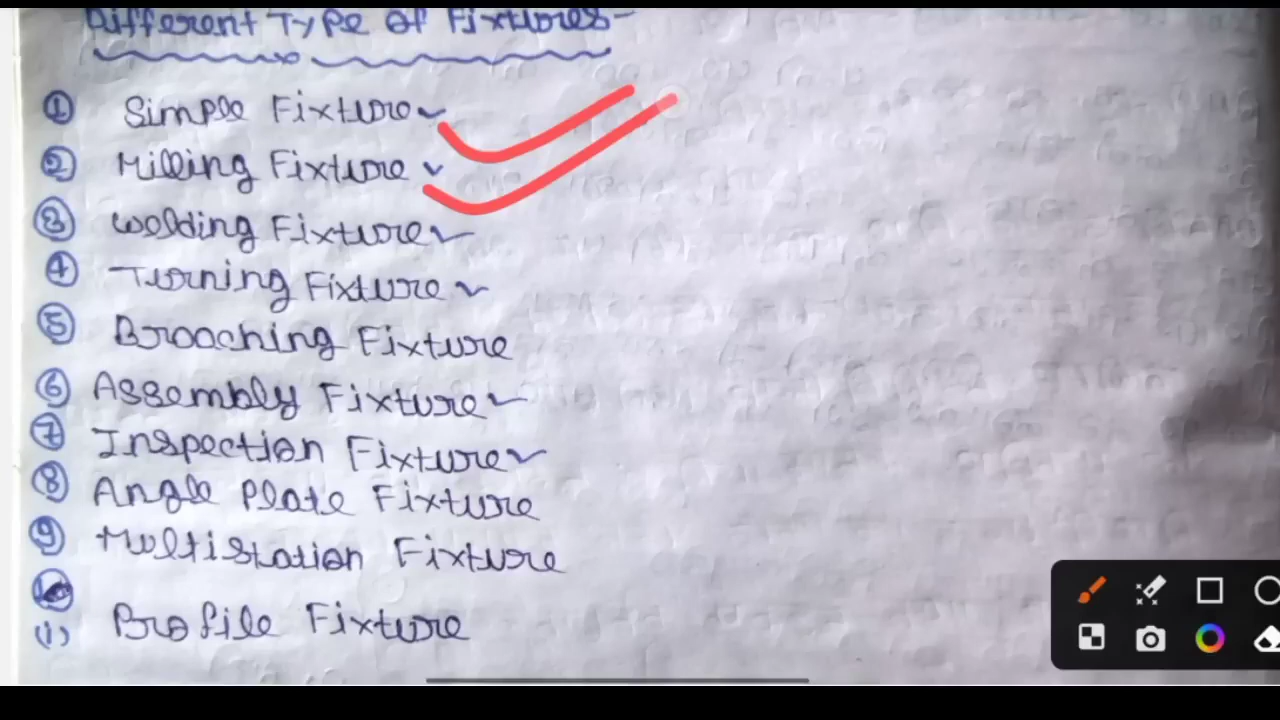 Different Type of Fixtures-
① Simple Fixture
② Milling Fixture
③ Welding Fixture
④ Turning Fixture
⑤ Broaching Fixture
⑥ Assembly Fixture
⑦ Inspection Fixture
⑧ Angle Plate Fixture
⑨ Multistation Fixture
(1) Profile Fixture